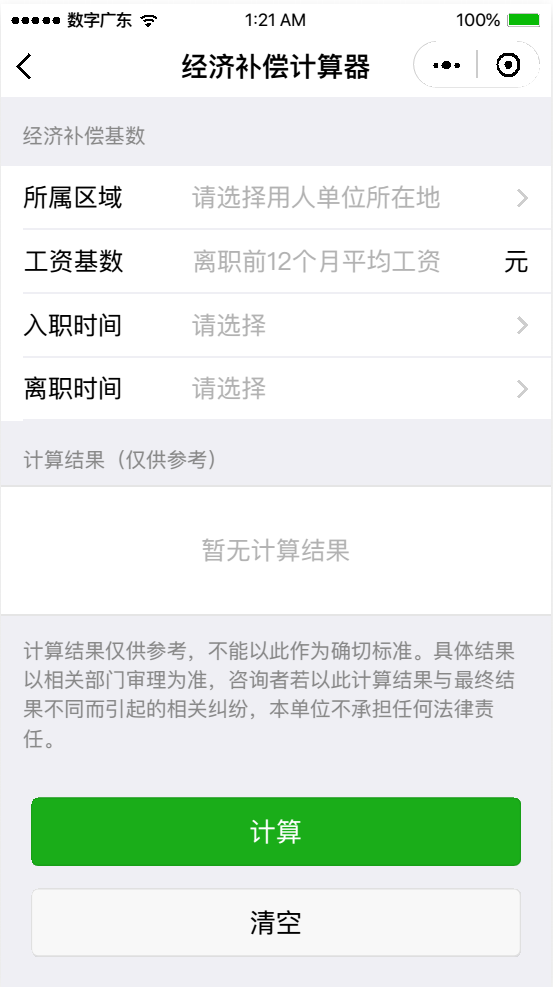 数字广东
1:21 AM
100%
经济补偿计算器
经济补偿基数
所属区域 请选择用人单位所在地
工资基数 离职前12个月平均工资 元
入职时间 请选择
离职时间 请选择
计算结果（仅供参考）
暂无计算结果
计算结果仅供参考，不能以此作为确切标准。具体结果
以相关部门审理为准，咨询者若以此计算结果与最终结
果不同而引起的相关纠纷，本单位不承担任何法律责
任。
计算
清空